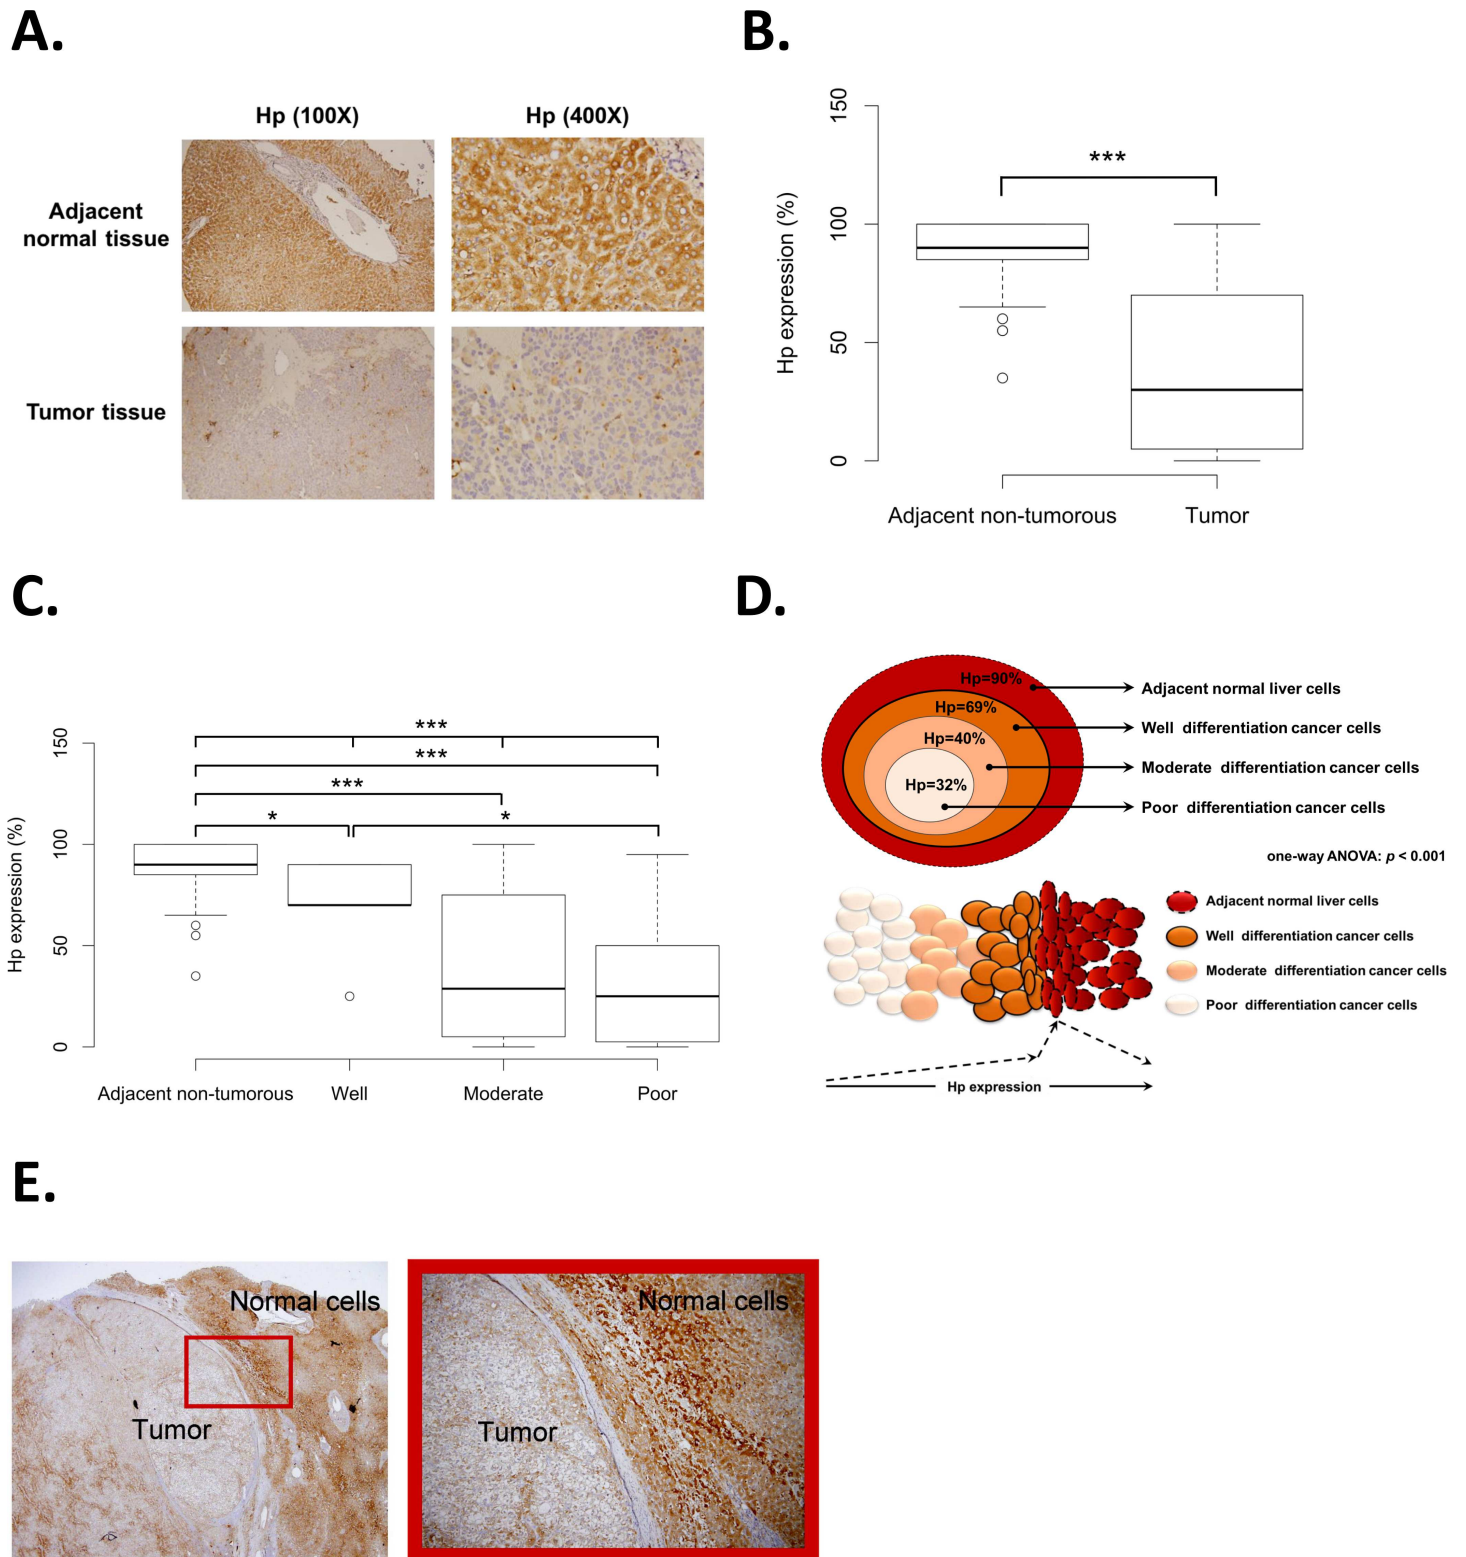 A.
Hp (100X)
Hp (400X)
Adjacent
normal tissue
Tumor tissue
B.
150
100
50
0
Hp expression (%)
***
Adjacent non-tumorous
Tumor
C.
150
100
50
0
Hp expression (%)
***
***
***
*
*
Adjacent non-tumorous
Well
Moderate
Poor
D.
Hp=90%
Hp=69%
Hp=40%
Hp=32%
Adjacent normal liver cells
Well differentiation cancer cells
Moderate differentiation cancer cells
Poor differentiation cancer cells
one-way ANOVA: p < 0.001
Adjacent normal liver cells
Well differentiation cancer cells
Moderate differentiation cancer cells
Poor differentiation cancer cells
Hp expression
E.
Normal cells
Tumor
Normal cells
Tumor